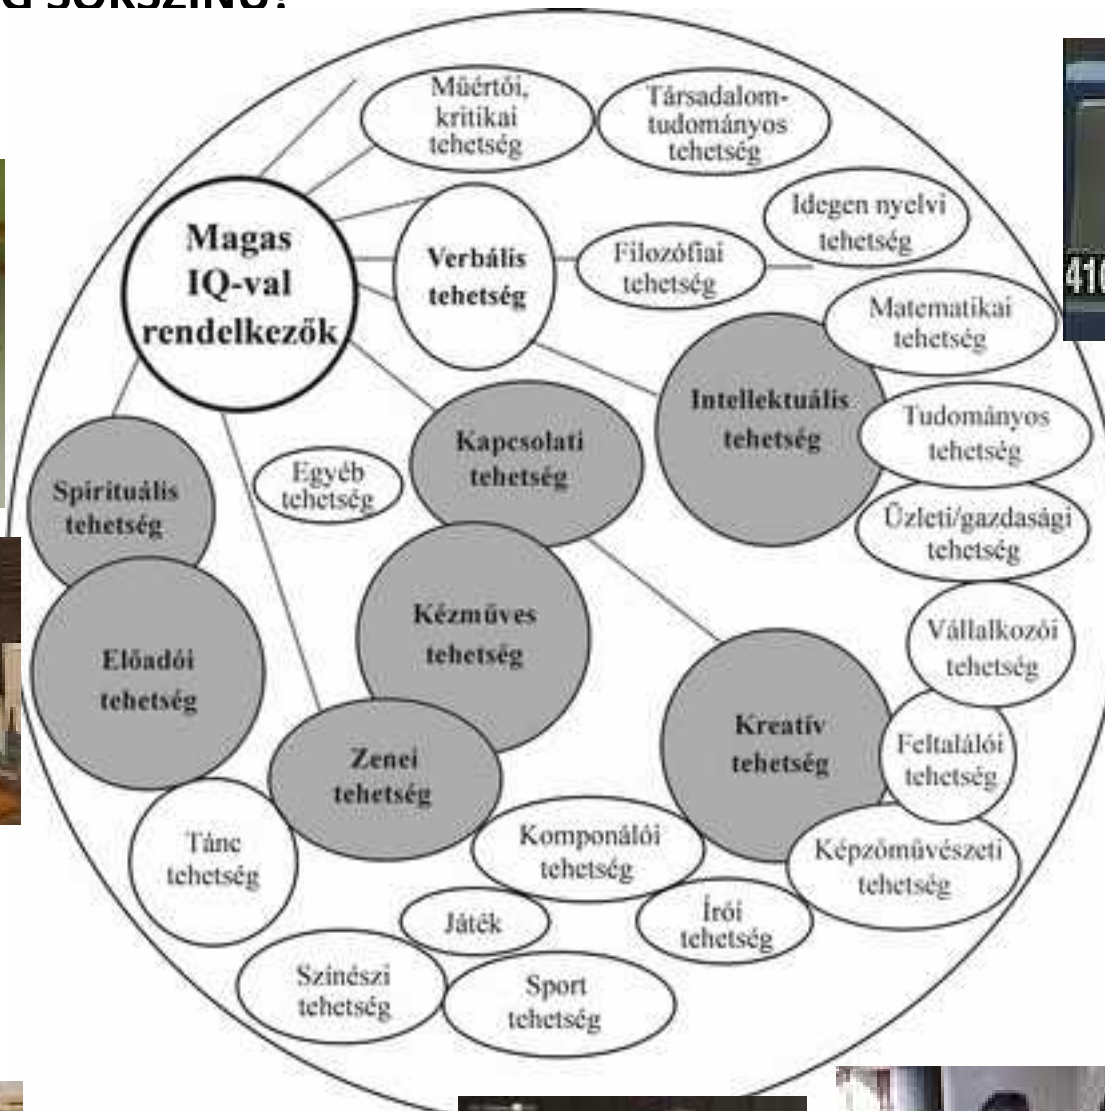 Műértői,
kritikai
tehetség
Társadalom-
tudományos
tehetség
Idegen nyelvi
tehetség
Magas
IQ-val
rendelkezők
Verbális
tehetség
Filozófiai
tehetség
410
Matematikai
tehetség
Intellektuális
tehetség
Tudományos
tehetség
Kapcsolati
tehetség
Egyéb
tehetség
Spirituális
tehetség
Űzleti/gazdasági
tehetség
Kézműves
tehetség
Vállalkozói
tehetség
Előadói
tehetség
Kreatív
tehetség
Feltalálói
tehetség
Zenei
tehetség
Tánc
tehetség
Komponálói
tehetség
Képzőművészeti
tehetség
Játék
Írói
tehetség
Színészi
tehetség
Sport
tehetség